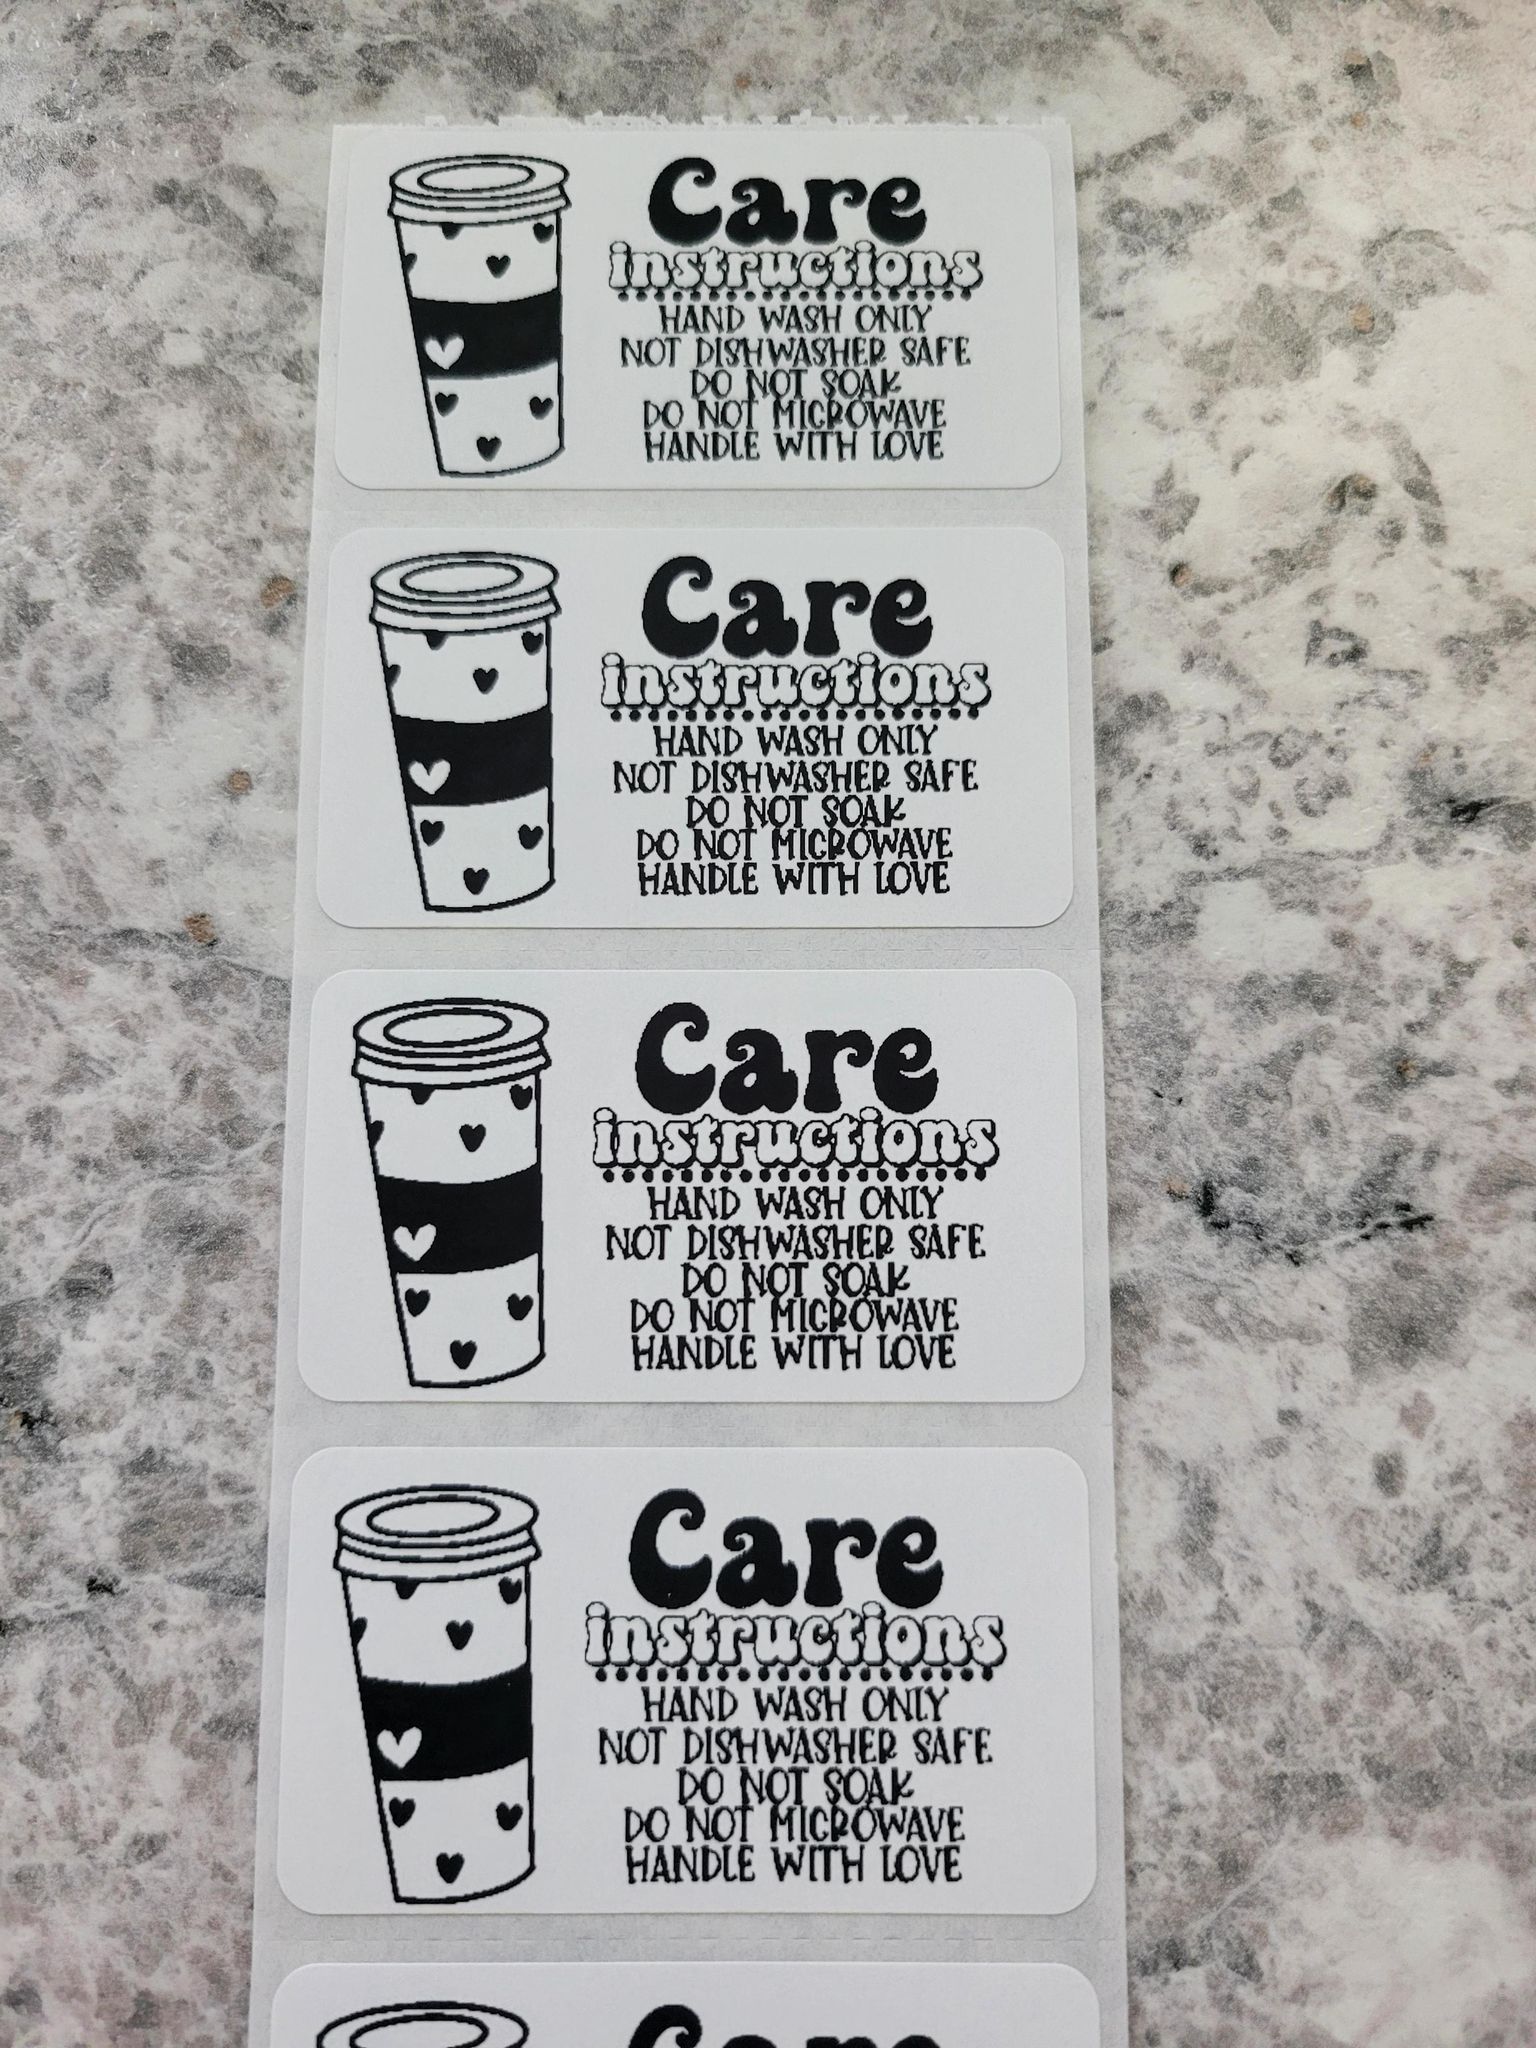 Care
instructions
HAND WASH ONLY
NOT DISHWASHER SAFE
DO NOT SOAK
DO NOT MICROWAVE
HANDLE WITH LOVE
Care
instructions
HAND WASH ONLY
NOT DISHWASHER SAFE
DO NOT SOAK
DO NOT MICROWAVE
HANDLE WITH LOVE
Care
instructions
HAND WASH ONLY
NOT DISHWASHER SAFE
DO NOT SOAK
DO NOT MICROWAVE
HANDLE WITH LOVE
Care
instructions
HAND WASH ONLY
NOT DISHWASHER SAFE
DO NOT SOAK
DO NOT MICROWAVE
HANDLE WITH LOVE
Care